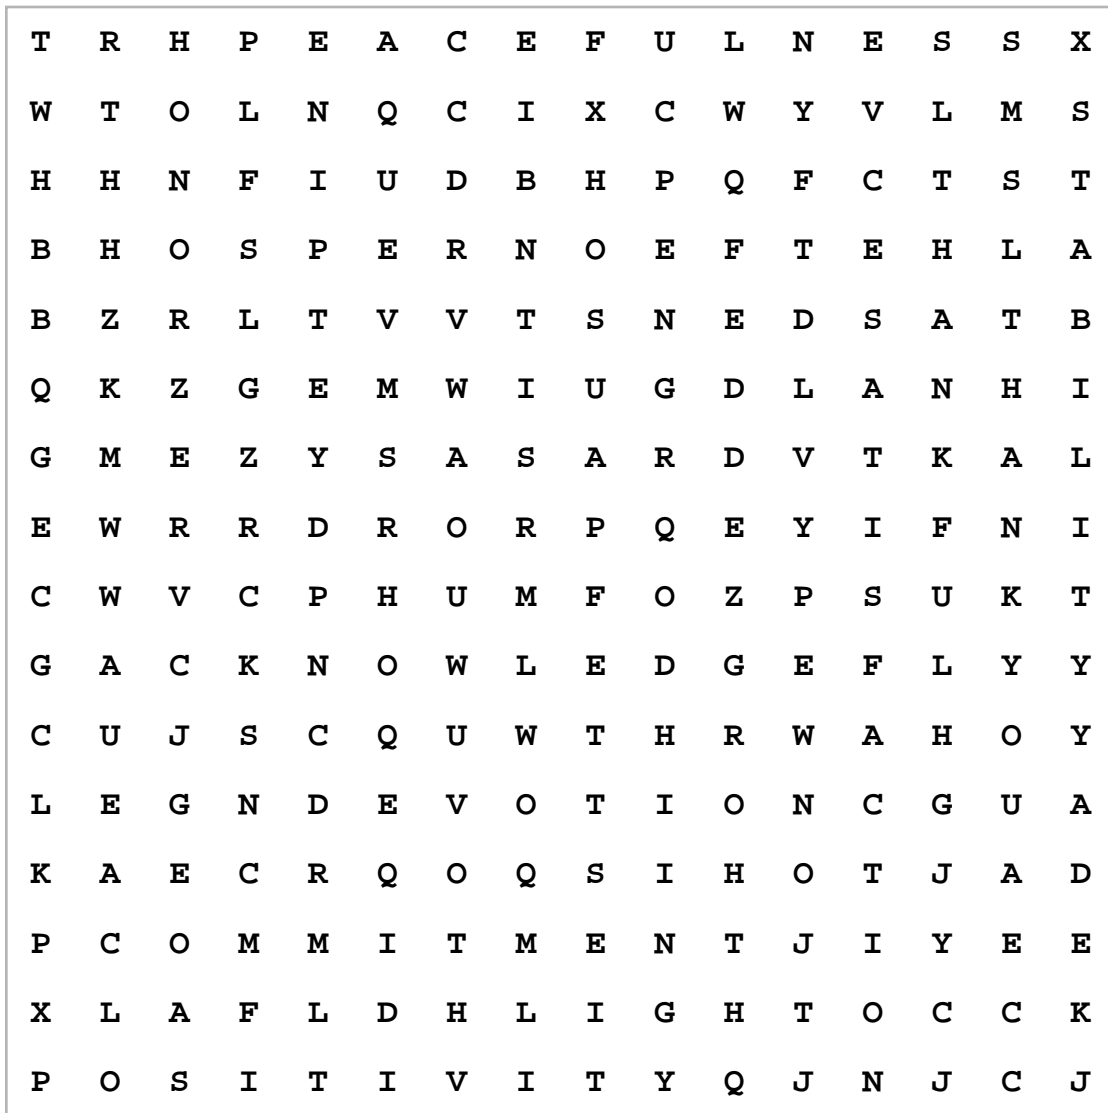 T R H P E A C E F U L N E S S X
W T O L N Q C I X C W Y V L M S
H H N F I U D B H P Q F C T S T
B H O S P E R N O E F T E H L A
B Z R L T V V T S N E D S A T B
Q K Z G E M W I U G D L A N H I
G M E Z Y S A S A R D V T K A L
E W R R D R O R P Q E Y I F N I
C W V C P H U M F O Z P S U K T
G A C K N O W L E D G E F L Y Y
C U J S C Q U W T H R W A H O Y
L E G N D E V O T I O N C G U A
K A E C R Q O Q S I H O T J A D
P C O M M I T M E N T J I Y E E
X L A F L D H L I G H T O C C K
P O S I T I V I T Y Q J N J C J